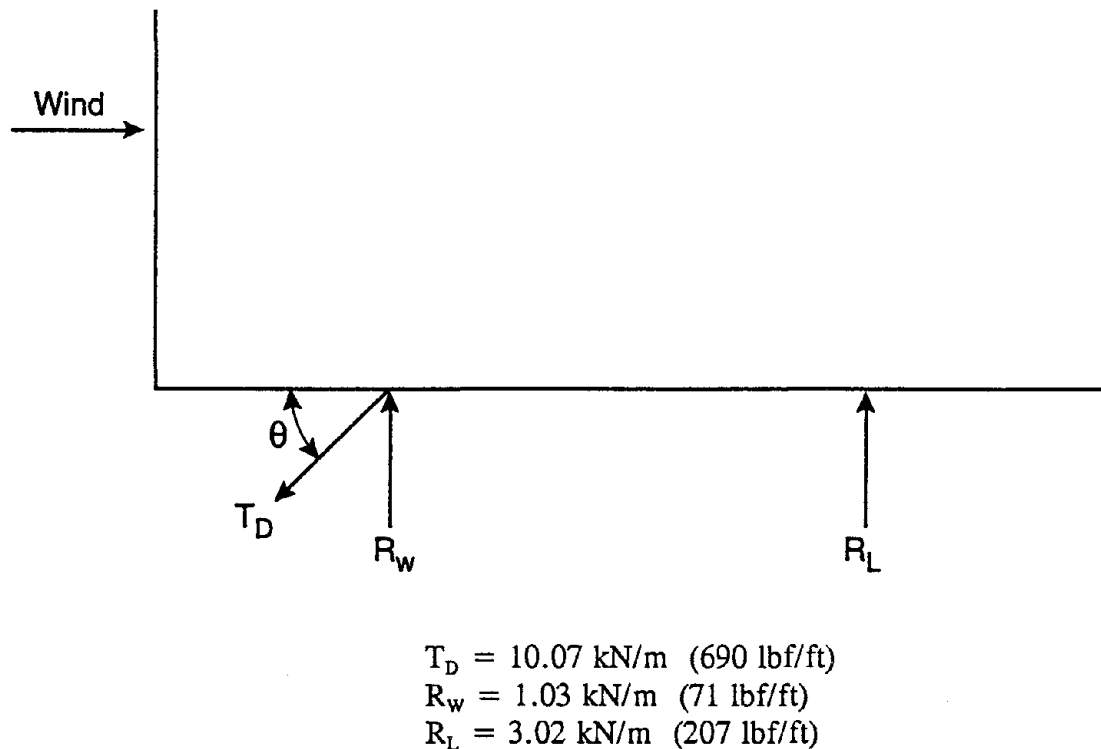 Wind
θ
T_D
R_w
R_L
T_D = 10.07 kN/m (690 lbf/ft)
R_W = 1.03 kN/m (71 lbf/ft)
R_L = 3.02 kN/m (207 lbf/ft)